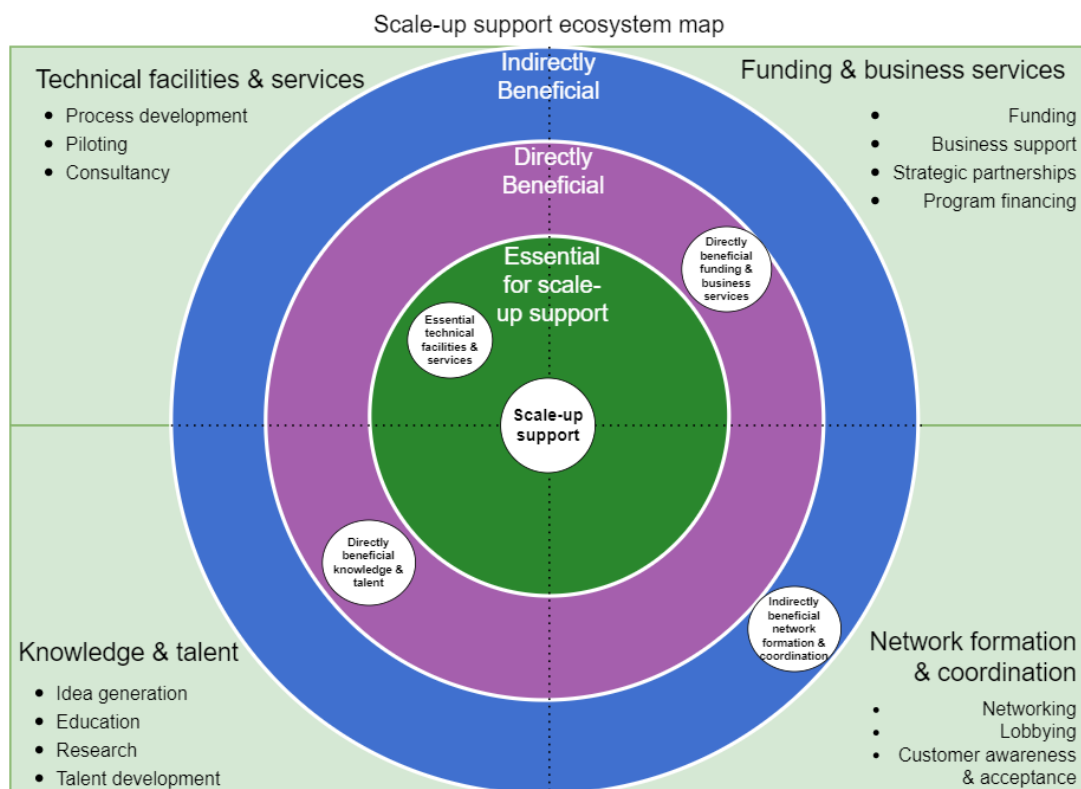 Scale-up support ecosystem map
Technical facilities & services
• Process development
• Piloting
• Consultancy
Indirectly
Beneficial
Funding & business services
• Funding
• Business support
• Strategic partnerships
• Program financing
Directly
Beneficial
Essential
for scale-
up support
Directly
beneficial
funding &
business
services
Essential
technical
facilities &
services
Scale-up
support
Directly
beneficial
knowledge &
talent
Indirectly
beneficial
network
formation &
coordination
Knowledge & talent
• Idea generation
• Education
• Research
• Talent development
Network formation
& coordination
• Networking
• Lobbying
• Customer awareness
& acceptance